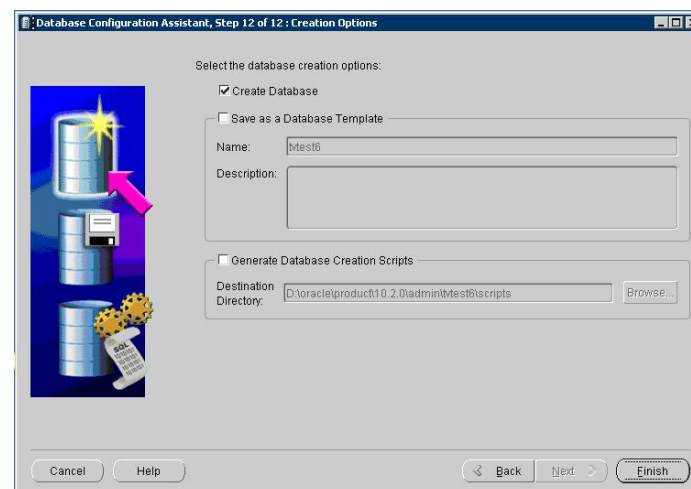 Database Configuration Assistant, Step 12 of 12 : Creation Options
Select the database creation options:
Create Database
Save as a Database Template
Name: tvtest6
Description:
Generate Database Creation Scripts
Destination Directory: D:\oracle\product\10.2.0\admin\tvtest6\scripts Browse...
SQL
Cancel Help Back Next Finish